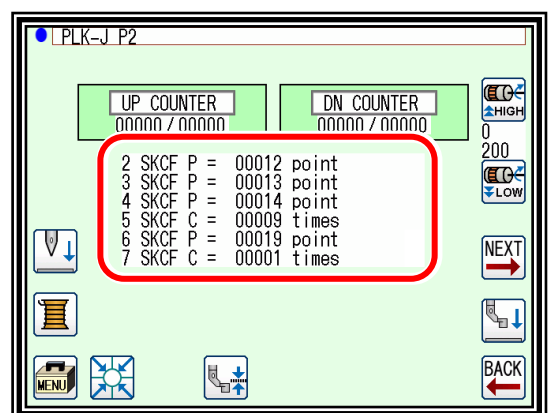 PLK-J P2
UP COUNTER
00000/00000
DN COUNTER
00000/00000
HIGH
0
200
LOW
2 SKCF P = 00012 point
3 SKCF P = 00013 point
4 SKCF P = 00014 point
5 SKCF C = 00009 times
6 SKCF P = 00019 point
7 SKCF C = 00001 times
NEXT
MENU
BACK